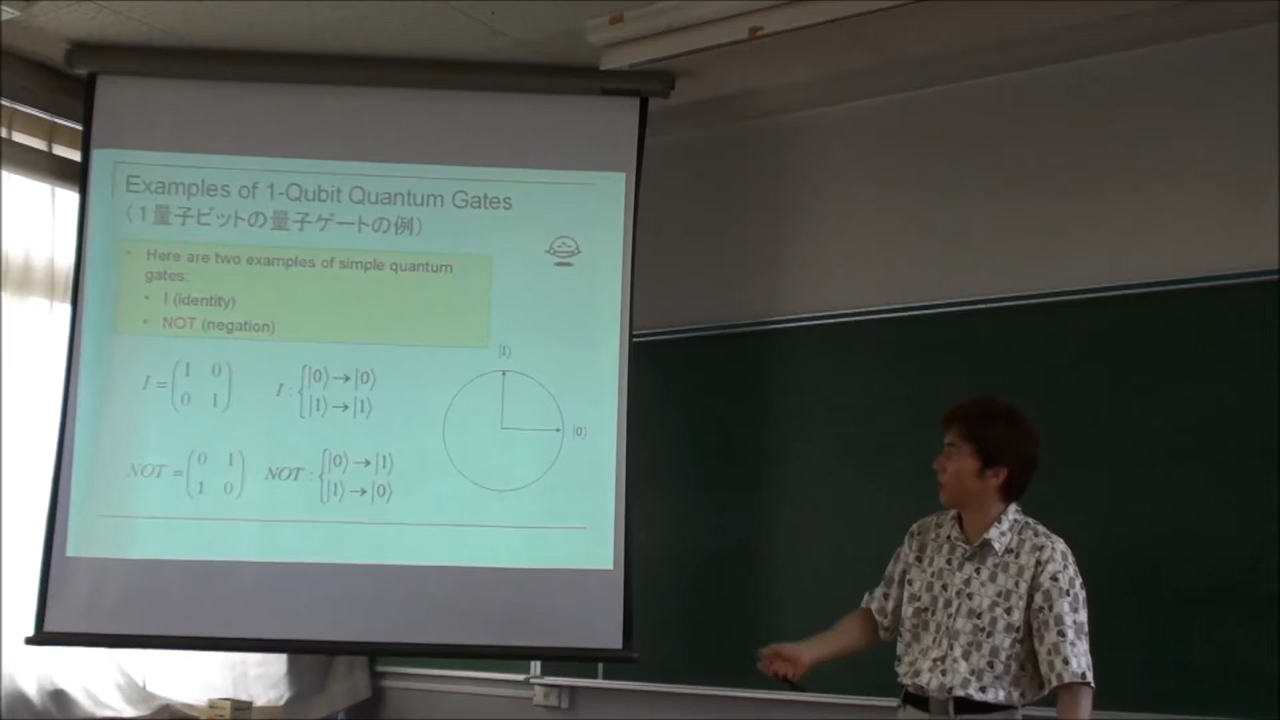 Examples of 1-Qubit Quantum Gates
(1量子ビットの量子ゲートの例)
• Here are two examples of simple quantum
gates:
• I (identity)
• NOT (negation)
I = (1 0
0 1)
I : {|0⟩→|0⟩
|1⟩→|1⟩
NOT = (0 1
1 0)
NOT : {|0⟩→|1⟩
|1⟩→|0⟩
|1⟩
|0⟩